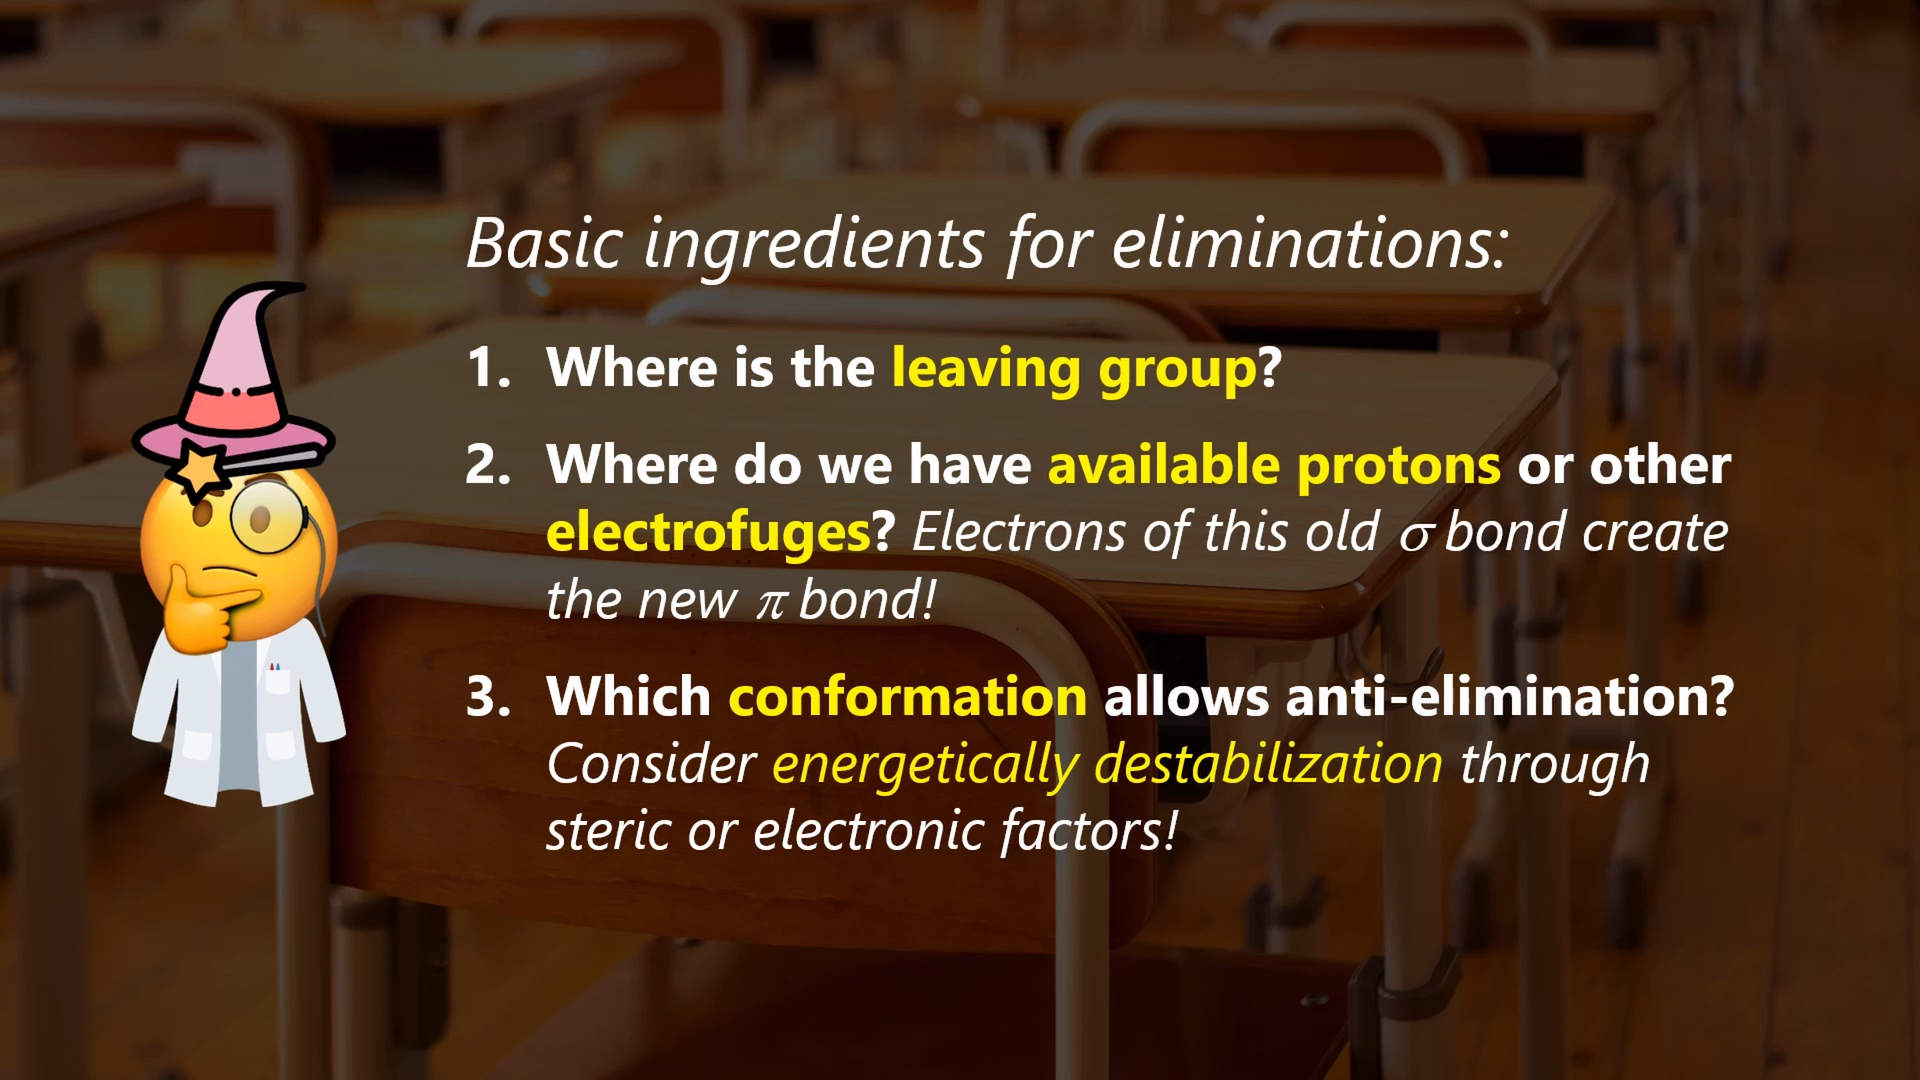 Basic ingredients for eliminations:
1. Where is the leaving group?
2. Where do we have available protons or other
electrofuges? Electrons of this old σ bond create
the new π bond!
3. Which conformation allows anti-elimination?
Consider energetically destabilization through
steric or electronic factors!